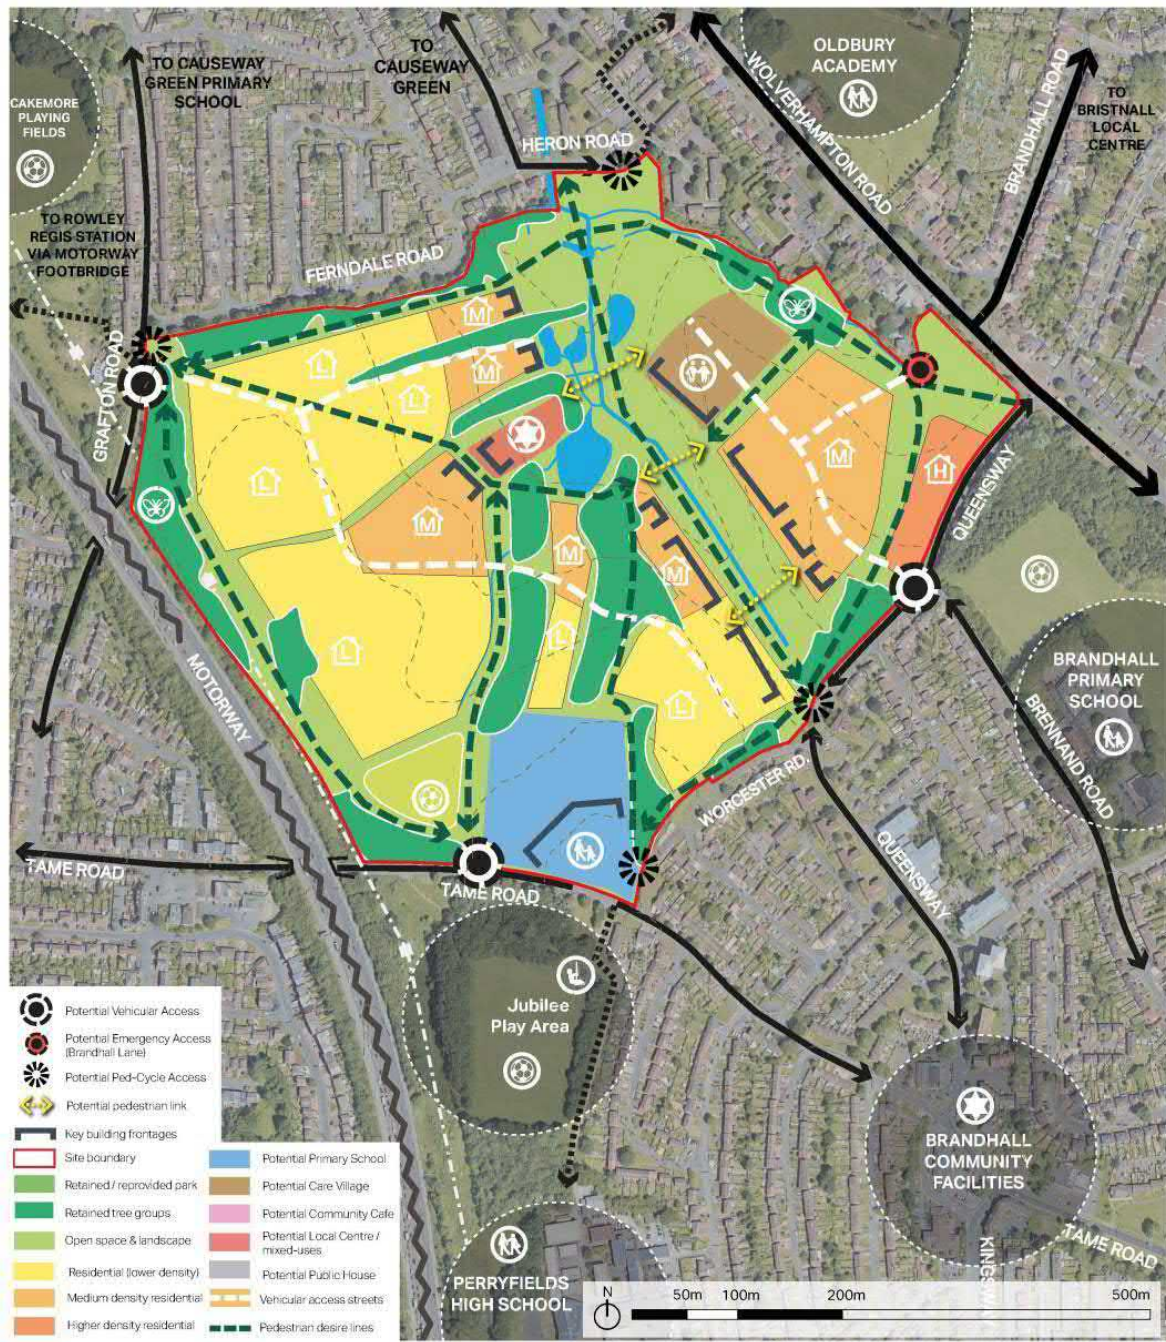 OLDBURY
ACADEMY
TO CAUSEWAY
GREEN PRIMARY
SCHOOL
TO
CAUSEWAY
GREEN
WOLVERHAMPTON ROAD
BRANDHALL ROAD
TO
BRISTNALL
LOCAL
CENTRE
CAKEMORE
PLAYING
FIELDS
HERON ROAD
TO ROWLEY
REGIS STATION
VIA MOTORWAY
FOOTBRIDGE
FERNDALE ROAD
GRAFTON ROAD
L
M
M
L
L
M
M
H
QUEENSWAY
L
M
M
L
L
MOTORWAY
BRANDHALL
PRIMARY
SCHOOL
BRENNAND ROAD
WORCESTER RD.
QUEENSWAY
TAME ROAD
TAME ROAD
Jubilee
Play Area
BRANDHALL
COMMUNITY
FACILITIES
TAME ROAD
KINGS
PERRYFIELDS
HIGH SCHOOL
Potential Vehicular Access
Potential Emergency Access
(Brandhall Lane)
Potential Ped-Cycle Access
Potential pedestrian link
Key building frontages
Site boundary
Retained / reprovided park
Retained tree groups
Open space & landscape
Residential (lower density)
Medium density residential
Higher density residential
Potential Primary School
Potential Care Village
Potential Community Cafe
Potential Local Centre /
mixed-uses
Potential Public House
Vehicular access streets
Pedestrian desire lines
N
50m 100m 200m 500m